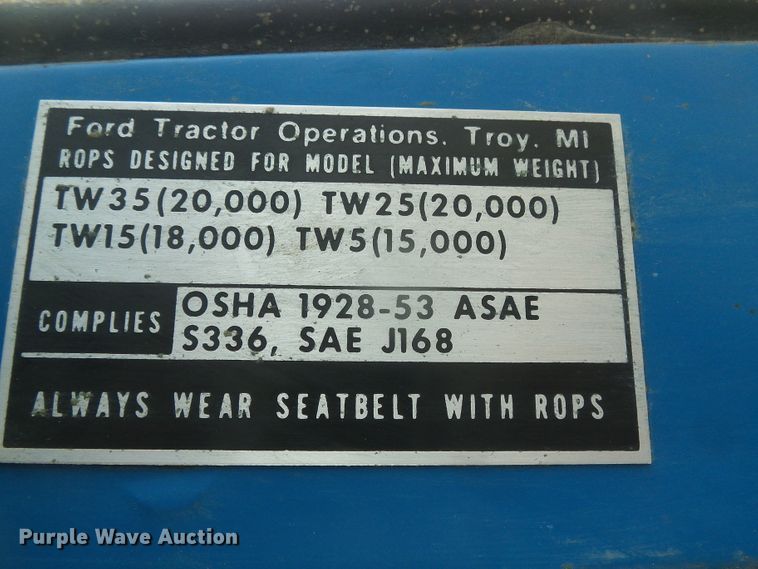 Ford Tractor Operations. Troy. MI
ROPS DESIGNED FOR MODEL (MAXIMUM WEIGHT)
TW35(20,000) TW25(20,000)
TW15(18,000) TW5(15,000)
COMPLIES
OSHA 1928-53 ASAE
S336, SAE J168
ALWAYS WEAR SEATBELT WITH ROPS
Purple Wave Auction